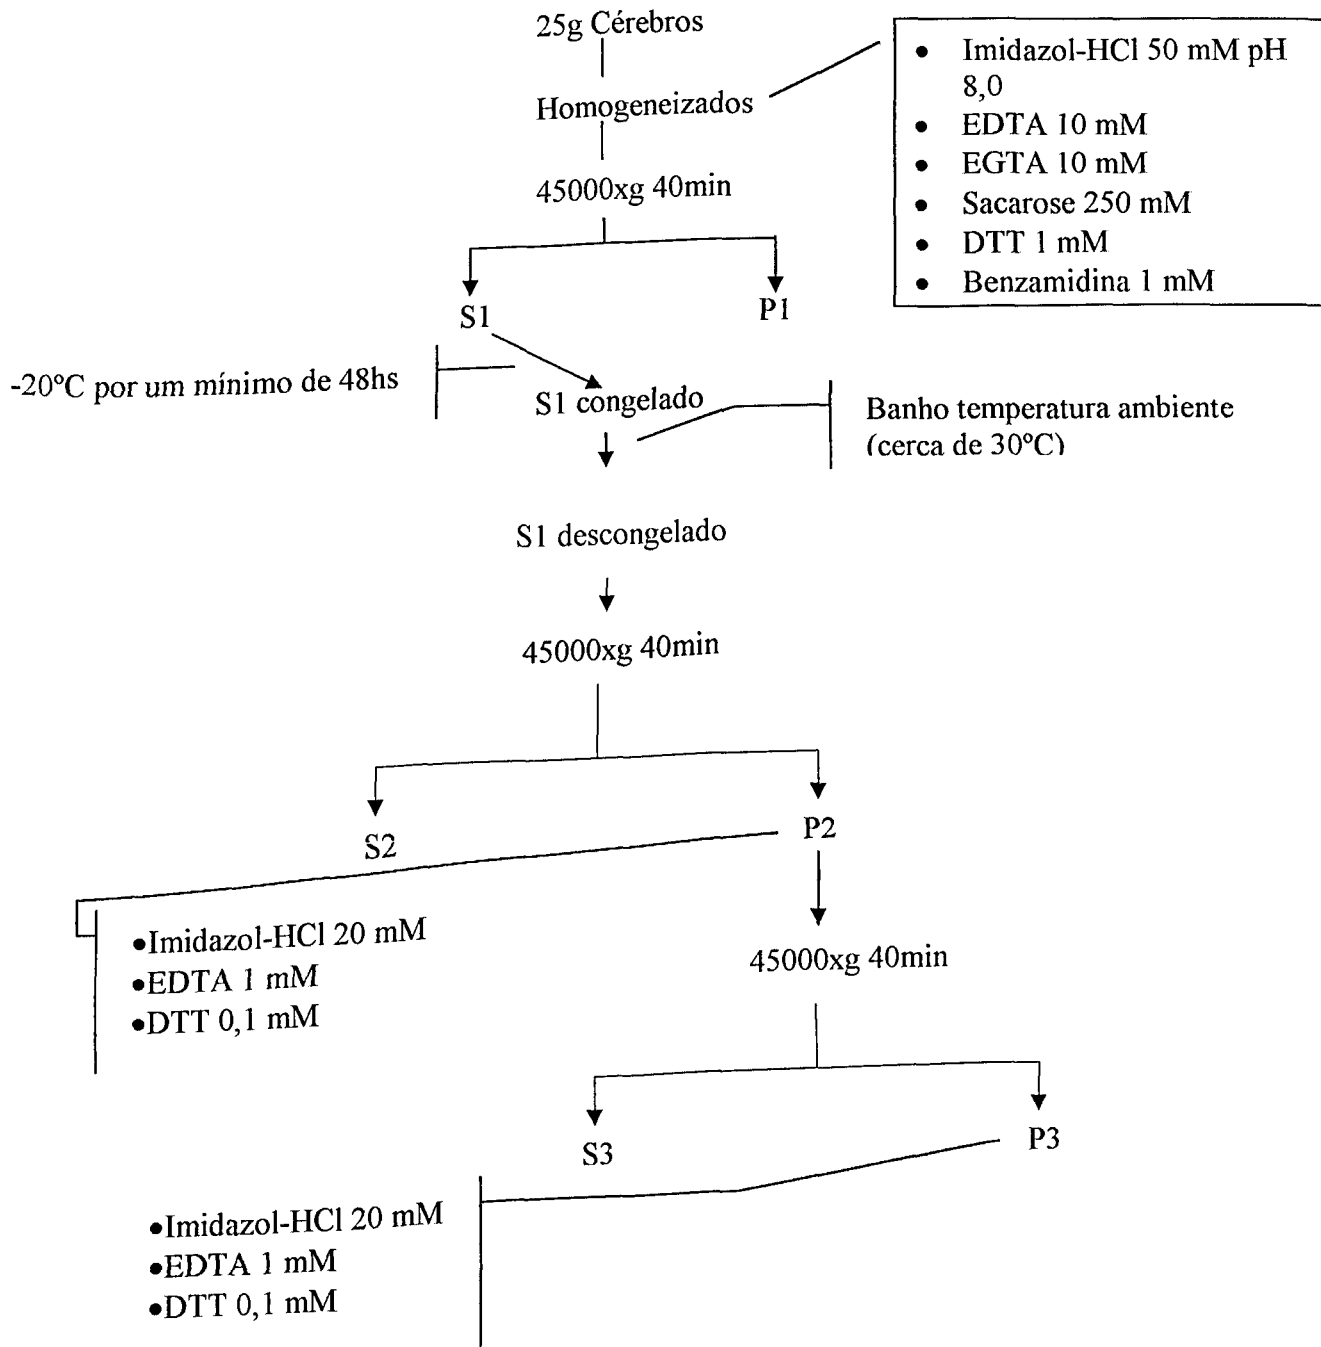 25g Cérebros
Homogeneizados
• Imidazol-HCl 50 mM pH
8,0
• EDTA 10 mM
• EGTA 10 mM
• Sacarose 250 mM
• DTT 1 mM
• Benzamidina 1 mM
45000xg 40min
S1
P1
-20ºC por um mínimo de 48hs
S1 congelado
Banho temperatura ambiente
(cerca de 30ºC)
S1 descongelado
45000xg 40min
S2
P2
•Imidazol-HCl 20 mM
•EDTA 1 mM
•DTT 0,1 mM
45000xg 40min
S3
P3
•Imidazol-HCl 20 mM
•EDTA 1 mM
•DTT 0,1 mM